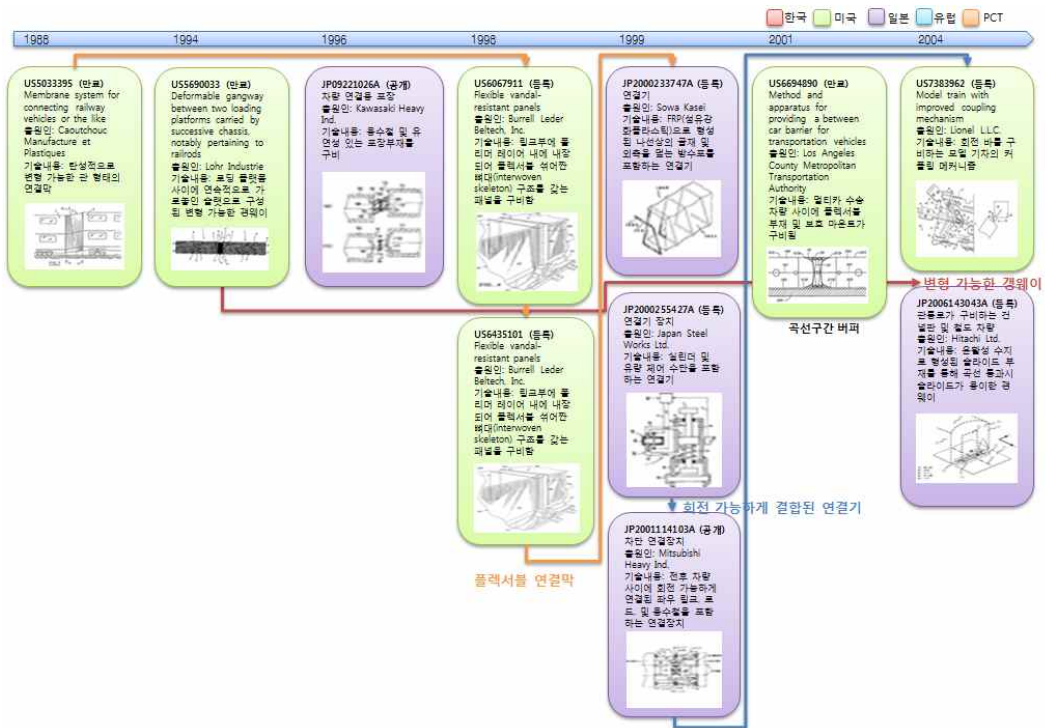 한국 미국 일본 유럽 PCT
1988 1994 1996 1998 1999 2001 2004
US5033395 (만료)
Membrane system for
connecting railway
vehicles or the like
출원인: Caoutchouc
Manufacture et
Plastiques
기술내용: 탄성적으로
변형 가능한 관 형태의
연결막
US5690033 (만료)
Deformable gangway
between two loading
platforms carried by
successive chassis,
notably pertaining to
railrods
출원인: Lohr Industrie
기술내용: 로딩 플랫폼
사이에 연속적으로 가
로놓인 슬랫으로 구성
된 변형 가능한 갱웨이
JP09221026A (공개)
차량 연결용 포장
출원인: Kawasaki Heavy
Ind.
기술내용: 용수철 및 유
연성 있는 포장부재를
구비
US6067911 (등록)
Flexible vandal-
resistant panels
출원인: Burrell Leder
Beltech, Inc.
기술내용: 링크부에 폴
리머 레이어 내에 내장
되어 플렉서블 섞어짠
뼈대(interwoven
skeleton) 구조를 갖는
패널을 구비함
US6435101 (등록)
Flexible vandal-
resistant panels
출원인: Burrell Leder
Beltech, Inc.
기술내용: 링크부에 폴
리머 레이어 내에 내장
되어 플렉서블 섞어짠
뼈대(interwoven
skeleton) 구조를 갖는
패널을 구비함
플렉서블 연결막
JP2000233747A (등록)
연결기
출원인: Sowa Kasei
기술내용: FRP(섬유강
화플라스틱)으로 형성
된 나선상의 골재 및
외측을 덮는 방수포를
포함하는 연결기
JP2000255427A (등록)
연결기 장치
출원인: Japan Steel
Works Ltd.
기술내용: 실린더 및
유량 제어 수단을 포함
하는 연결기
회전 가능하게 결합된 연결기
JP2001114103A (공개)
차단 연결장치
출원인: Mitsubishi
Heavy Ind.
기술내용: 전후 차량
사이에 회전 가능하게
연결된 좌우 링크, 로
드, 및 용수철을 포함
하는 연결장치
US6694890 (만료)
Method and
apparatus for
providing a between
car barrier for
transportation vehicles
출원인: Los Angeles
County Metropolitan
Transportation
Authority
기술내용: 멀티카 수송
차량 사이에 플렉서블
부재 및 보호 마운트가
구비됨
곡선구간 버퍼
US7383962 (등록)
Model train with
improved coupling
mechanism
출원인: Lionel L.L.C.
기술내용: 회전 바를 구
비하는 모델 기차의 커
플링 메커니즘
변형 가능한 갱웨이
JP2006143043A (등록)
관통로가 구비하는 건
널판 및 철도 차량
출원인: Hitachi Ltd.
기술내용: 윤활성 수지
로 형성된 슬라이드 부
재를 통해 곡선 통과시
슬라이드가 용이한 갱
웨이